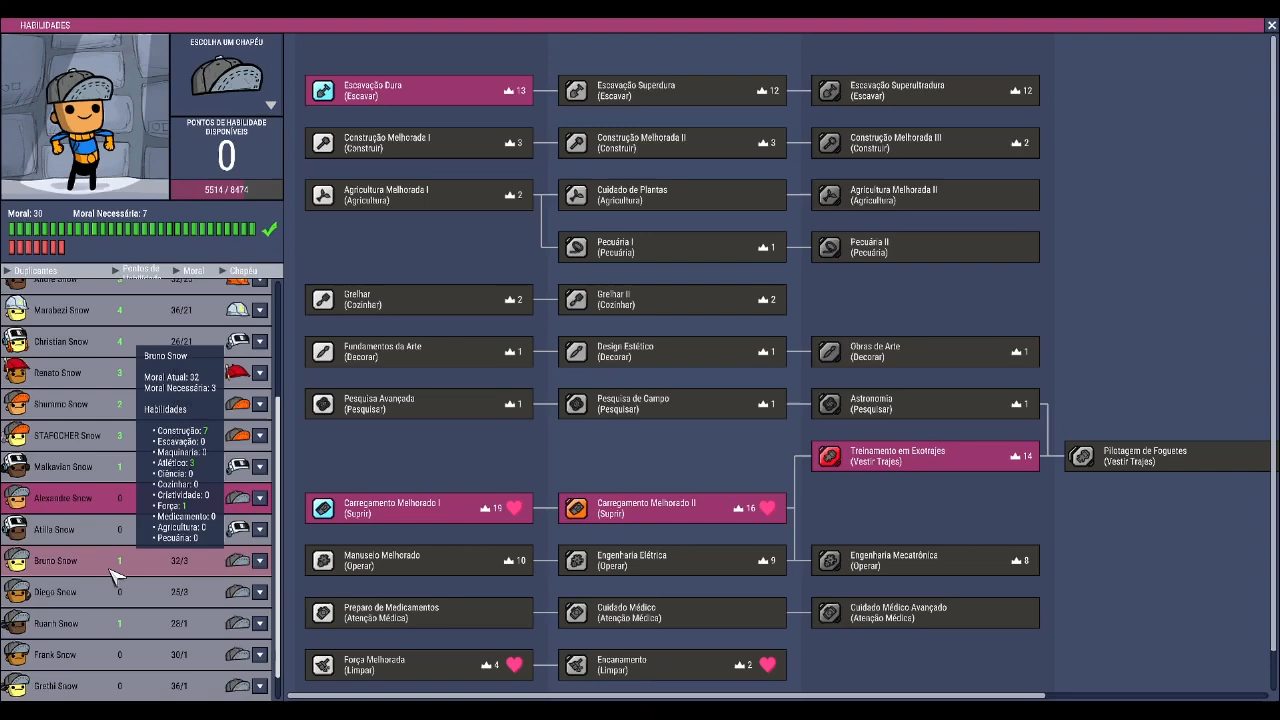 HABILIDADES
ESCOLHA UM CHAPÉU
PONTOS DE HABILIDADE
DISPONÍVEIS
0
5514 / 8474
Moral: 30 Moral Necessária: 7
Duplicantes Pontos de Habilidade Moral Chapéu
André Snow
Marabezi Snow 4 36/21
Christian Snow 4 26/21
Renato Snow 3
Shummo Snow 2
STAFOCHER Snow 3
Malkavian Snow 1
Alexandre Snow 0
Atilla Snow 0
Bruno Snow 1 32/3
Diego Snow 0 25/3
Ruanh Snow 1 28/1
Frank Snow 0 30/1
Grethi Snow 0 36/1
Bruno Snow
Moral Atual: 32
Moral Necessária: 3
Habilidades
• Construção: 7
• Escavação: 0
• Maquinaria: 0
• Atlético: 3
• Ciência: 0
• Cozinhar: 0
• Criatividade: 0
• Força: 1
• Medicamento: 0
• Agricultura: 0
• Pecuária: 0
Escavação Dura
(Escavar) 13
Escavação Superdura
(Escavar) 12
Escavação Superultradura
(Escavar) 12
Construção Melhorada I
(Construir) 3
Construção Melhorada II
(Construir) 3
Construção Melhorada III
(Construir) 2
Agricultura Melhorada I
(Agricultura) 2
Cuidado de Plantas
(Agricultura)
Agricultura Melhorada II
(Agricultura)
Pecuária I
(Pecuária) 1
Pecuária II
(Pecuária)
Grelhar
(Cozinhar) 2
Grelhar II
(Cozinhar) 2
Fundamentos da Arte
(Decorar) 1
Design Estético
(Decorar) 1
Obras de Arte
(Decorar) 1
Pesquisa Avançada
(Pesquisar) 1
Pesquisa de Campo
(Pesquisar) 1
Astronomia
(Pesquisar) 1
Treinamento em Exotrajes
(Vestir Trajes) 14
Pilotagem de Foguetes
(Vestir Trajes)
Carregamento Melhorado I
(Suprir) 19
Carregamento Melhorado II
(Suprir) 16
Manuseio Melhorado
(Operar) 10
Engenharia Elétrica
(Operar) 9
Engenharia Mecatrônica
(Operar) 8
Preparo de Medicamentos
(Atenção Médica)
Cuidado Médico
(Atenção Médica)
Cuidado Médico Avançado
(Atenção Médica)
Força Melhorada
(Limpar) 4
Encanamento
(Limpar) 2